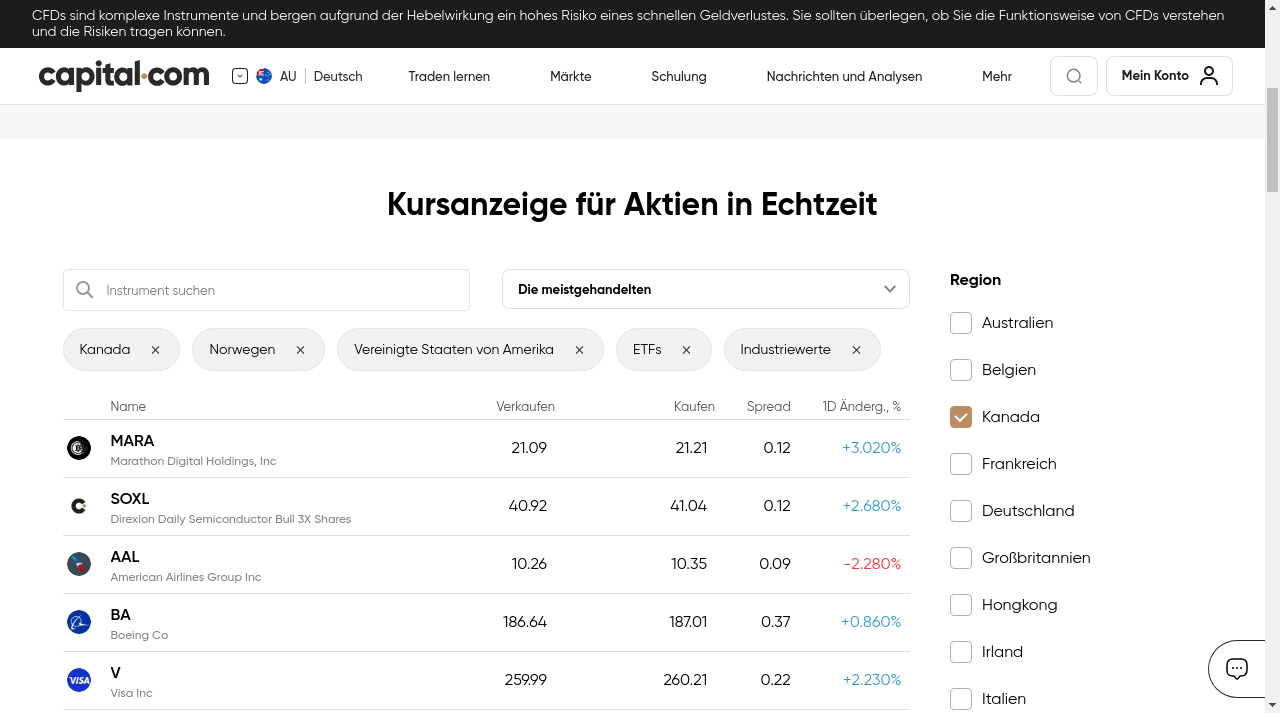 CFDs sind komplexe Instrumente und bergen aufgrund der Hebelwirkung ein hohes Risiko eines schnellen Geldverlustes. Sie sollten überlegen, ob Sie die Funktionsweise von CFDs verstehen
und die Risiken tragen können.
capital.com
AU Deutsch
Traden lernen
Märkte
Schulung
Nachrichten und Analysen
Mehr
Mein Konto
Kursanzeige für Aktien in Echtzeit
Instrument suchen
Die meistgehandelten
Kanada
Norwegen
Vereinigte Staaten von Amerika
ETFs
Industriewerte
Name Verkaufen Kaufen Spread 1D Änderg., %
MARA 21.09 21.21 0.12 +3.020%
Marathon Digital Holdings, Inc
SOXL 40.92 41.04 0.12 +2.680%
Direxion Daily Semiconductor Bull 3X Shares
AAL 10.26 10.35 0.09 -2.280%
American Airlines Group Inc
BA 186.64 187.01 0.37 +0.860%
Boeing Co
VISA
V 259.99 260.21 0.22 +2.230%
Visa Inc
Region
Australien
Belgien
Kanada
Frankreich
Deutschland
Großbritannien
Hongkong
Irland
Italien